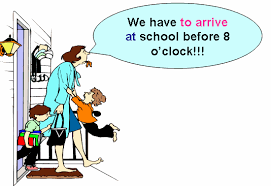 We have to arrive
at school before 8
o'clock!!!